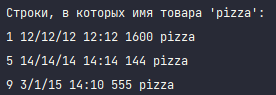 Строки, в которых имя товара 'pizza':
1 12/12/12 12:12 1600 pizza
5 14/14/14 14:14 144 pizza
9 3/1/15 14:10 555 pizza